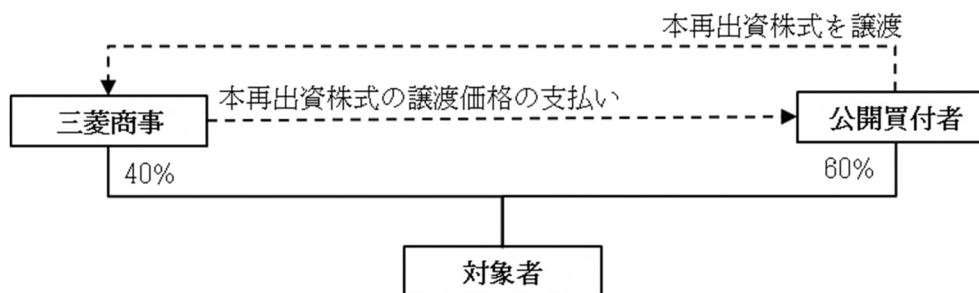 本再出資株式を譲渡
本再出資株式の譲渡価格の支払い
三菱商事
公開買付者
40%
60%
対象者